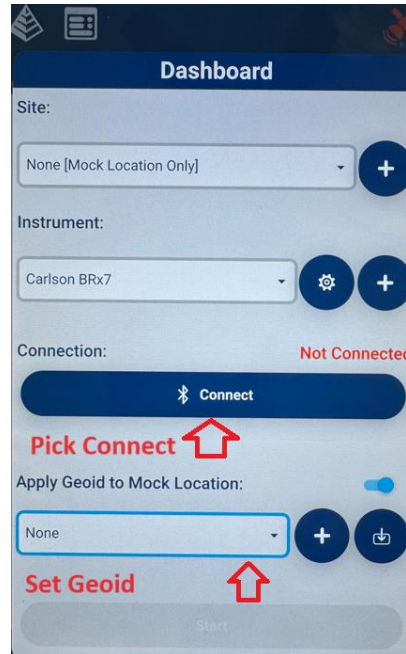 Dashboard
Site:
None [Mock Location Only]
Instrument:
Carlson BRx7
Connection: Not Connected
Connect
Pick Connect
Apply Geoid to Mock Location:
None
Set Geoid
Start